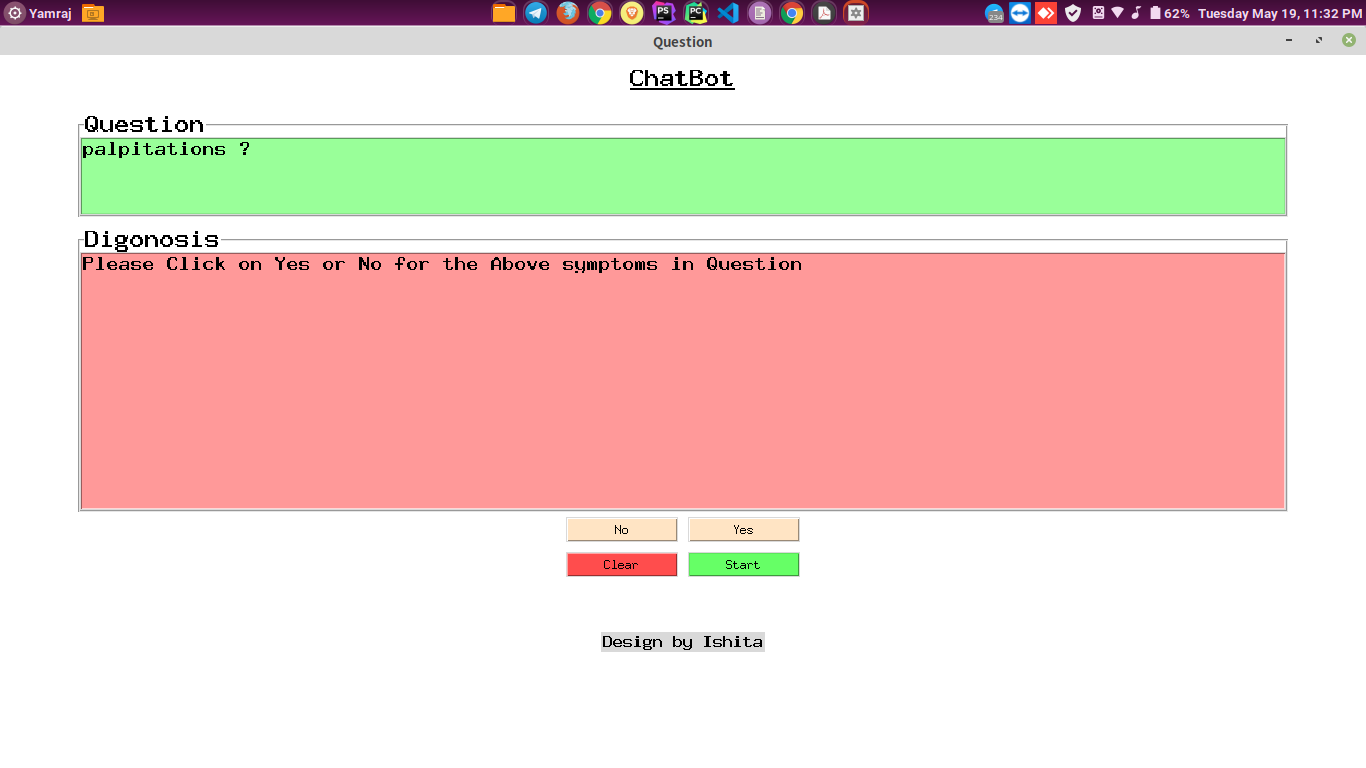 Yamraj
PS
PC
234
62%
Tuesday May 19, 11:32 PM
Question
ChatBot
Question
palpitations ?
Digonosis
Please Click on Yes or No for the Above symptoms in Question
No Yes
Clear Start
Design by Ishita